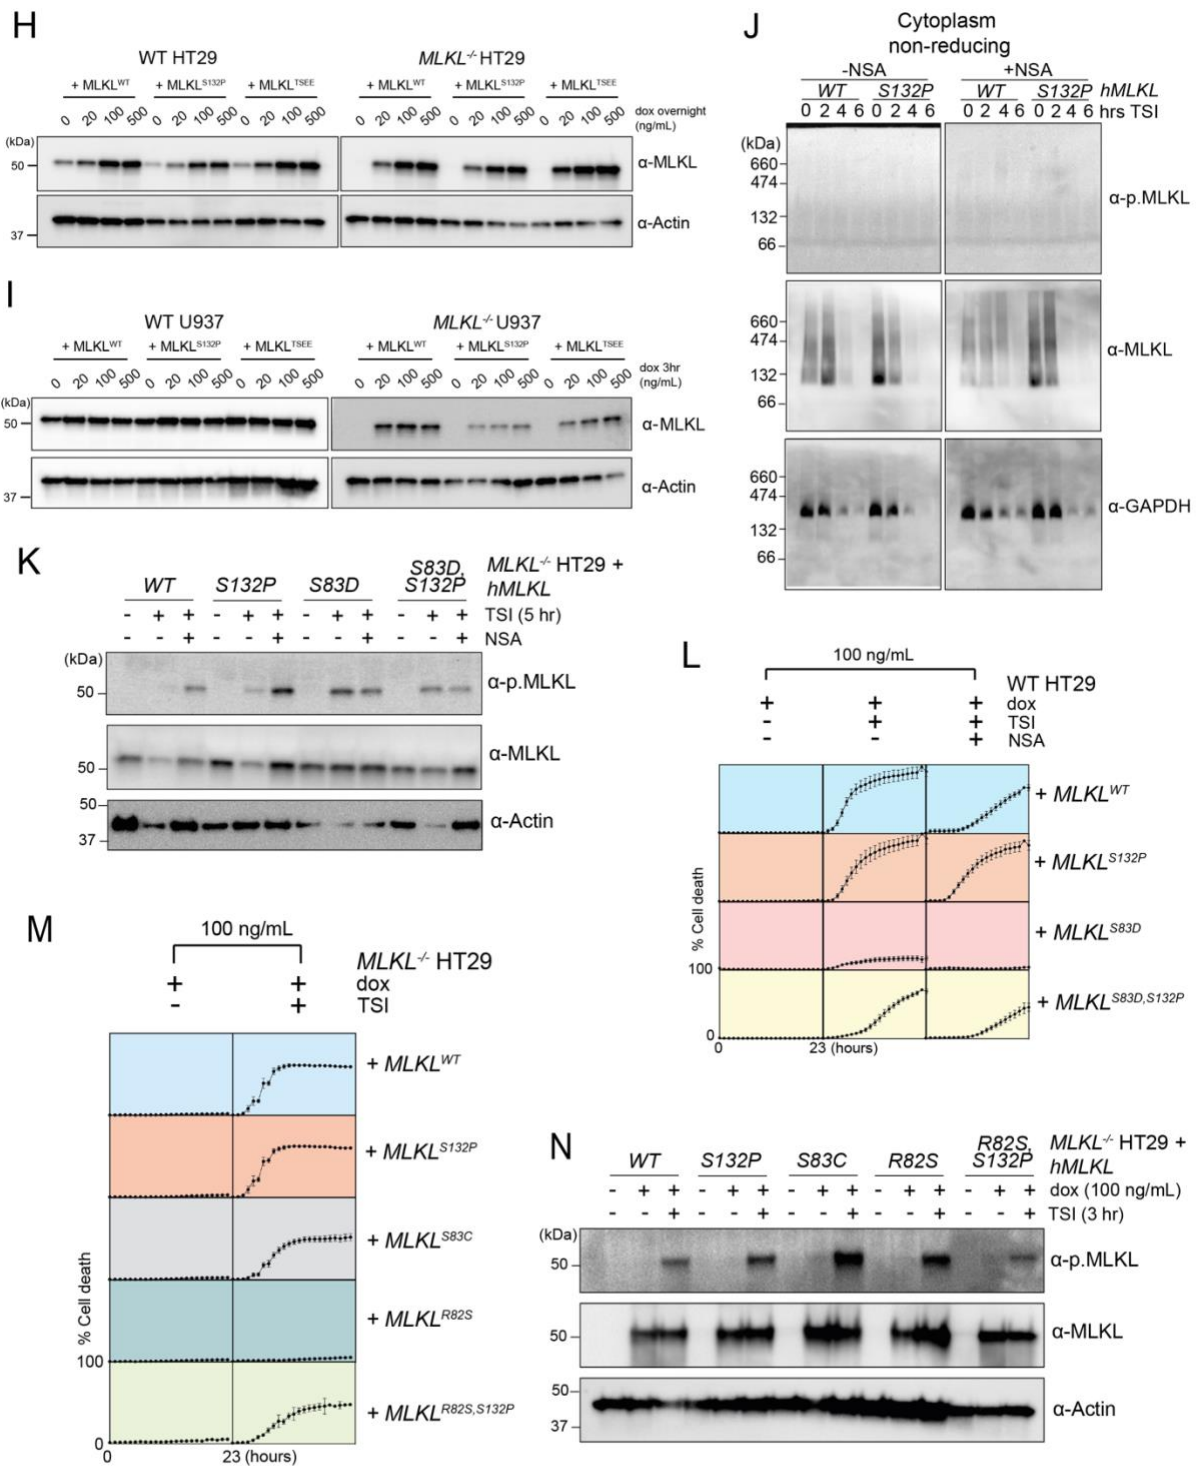 H
WT HT29
MLKL-/- HT29
+ MLKLWT + MLKLS132P + MLKLTSEE
+ MLKLWT + MLKLS132P + MLKLTSEE
0 20 100 500 0 20 100 500 0 20 100 500
0 20 100 500 0 20 100 500 0 20 100 500
dox overnight
(ng/mL)
(kDa)
50
α-MLKL
37
α-Actin
I
WT U937
MLKL-/- U937
+ MLKLWT + MLKLS132P + MLKLTSEE
+ MLKLWT + MLKLS132P + MLKLTSEE
0 20 100 500 0 20 100 500 0 20 100 500
0 20 100 500 0 20 100 500 0 20 100 500
dox 3hr
(ng/mL)
(kDa)
50
α-MLKL
37
α-Actin
J
Cytoplasm
non-reducing
-NSA +NSA
WT S132P WT S132P hMLKL
0 2 4 6 0 2 4 6 0 2 4 6 0 2 4 6 hrs TSI
(kDa)
660
474
132
66
α-p.MLKL
660
474
132
66
α-MLKL
660
474
132
66
α-GAPDH
K
WT S132P S83D S83D, S132P
MLKL-/- HT29 +
hMLKL
- + + - + + - + + - + + TSI (5 hr)
- - + - - + - - + - - + NSA
(kDa)
50
α-p.MLKL
50
α-MLKL
50
37
α-Actin
L
100 ng/mL
WT HT29
+ + + dox
- + + TSI
- - + NSA
+ MLKLWT
+ MLKLS132P
+ MLKLS83D
+ MLKLS83D,S132P
% Cell death
100
0
0 23 (hours)
M
100 ng/mL
MLKL-/- HT29
+ + dox
- + TSI
+ MLKLWT
+ MLKLS132P
+ MLKLS83C
+ MLKLR82S
+ MLKLR82S,S132P
% Cell death
100
0
0 23 (hours)
N
WT S132P S83C R82S R82S, S132P
MLKL-/- HT29 +
hMLKL
- + + - + + - + + - + + - + + dox (100 ng/mL)
- - + - - + - - + - - + - - + TSI (3 hr)
(kDa)
50
α-p.MLKL
50
α-MLKL
50
37
α-Actin